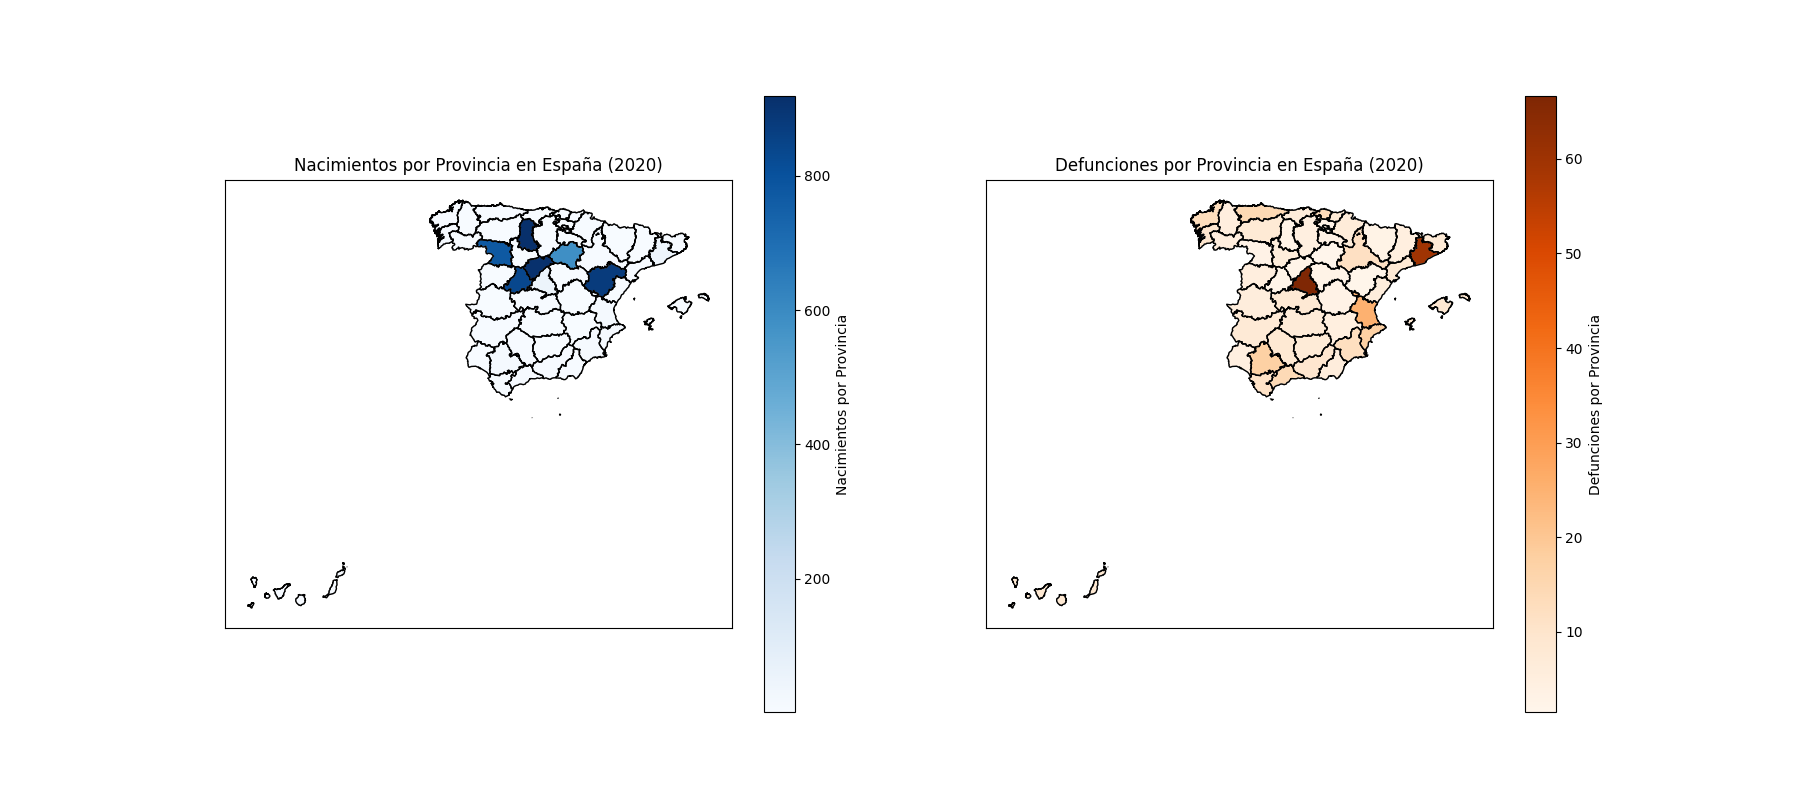 Nacimientos por Provincia en España (2020)
800
600
400
200
Nacimientos por Provincia
Defunciones por Provincia en España (2020)
60
50
40
30
20
10
Defunciones por Provincia